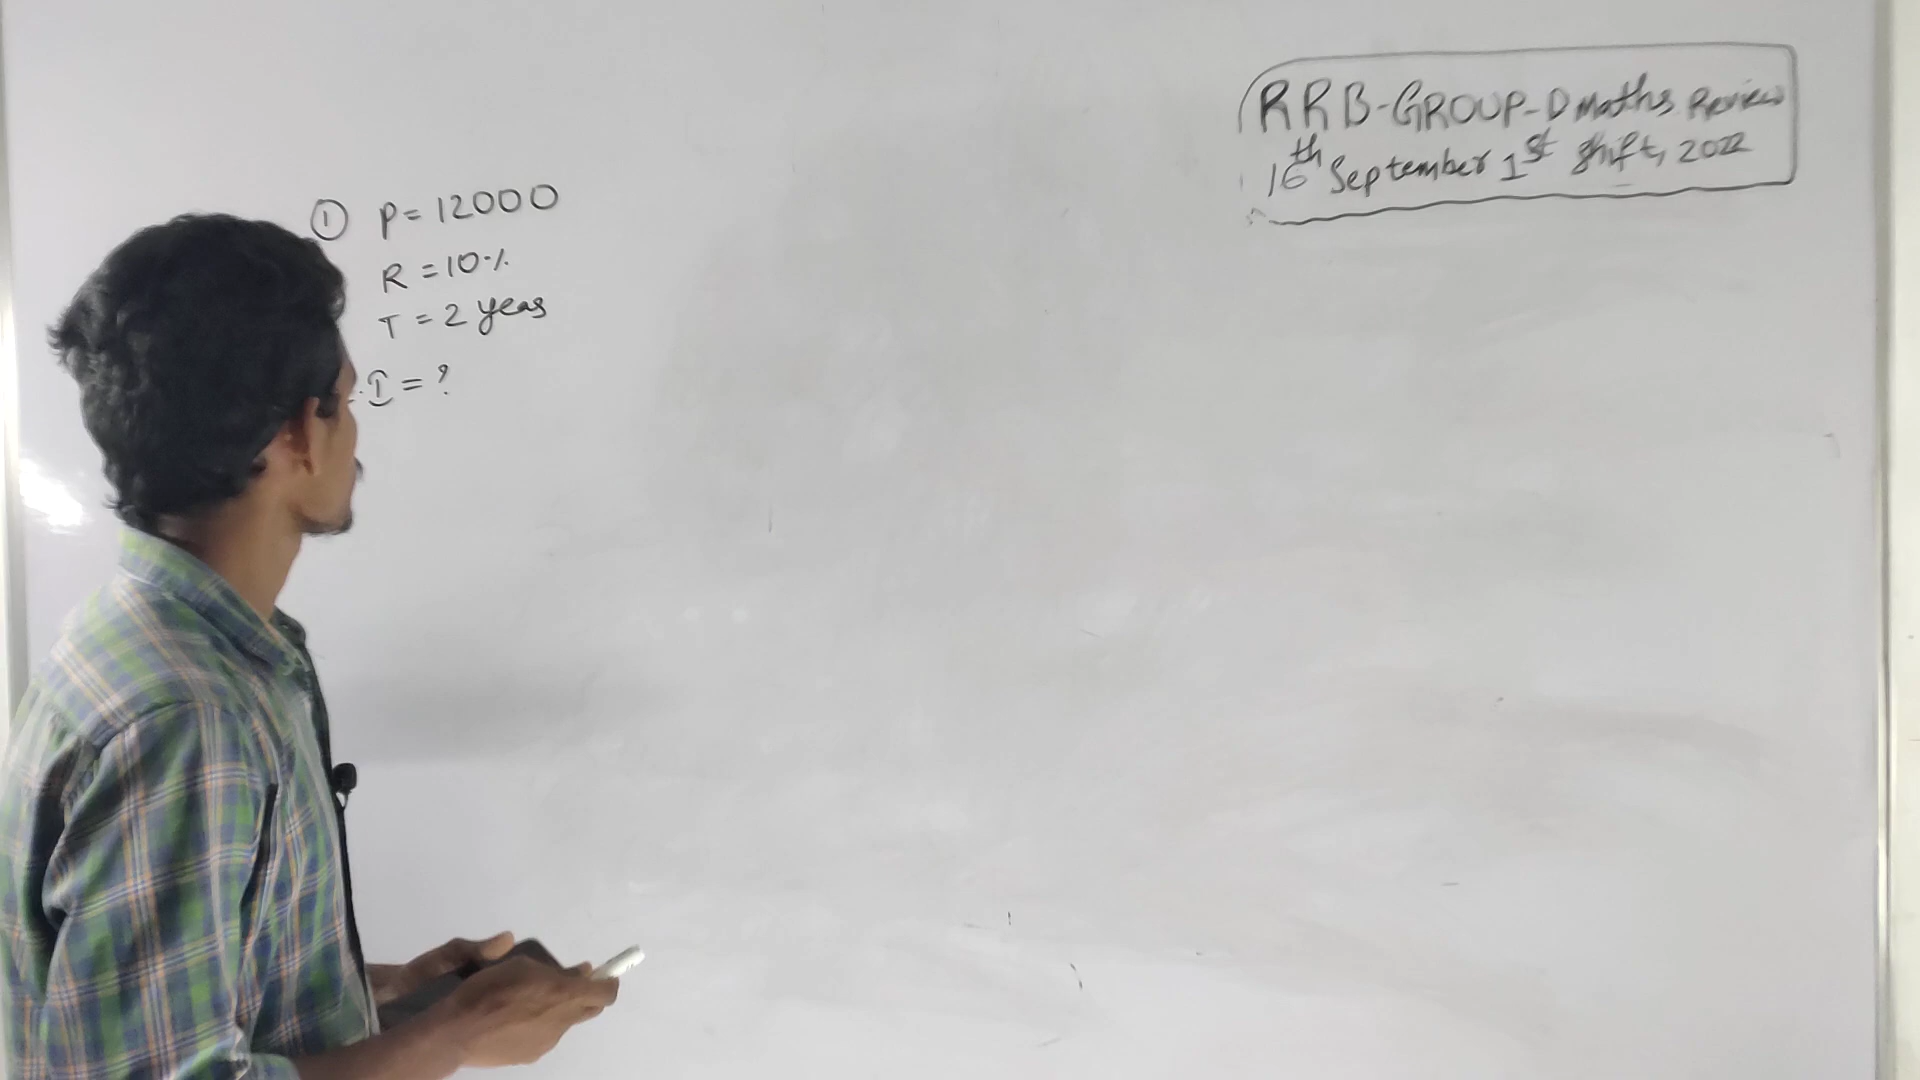 RRB-GROUP-D Maths Review
16th September 1st shift, 2022
① P = 12000
R = 10%
T = 2 yeas
I = ?